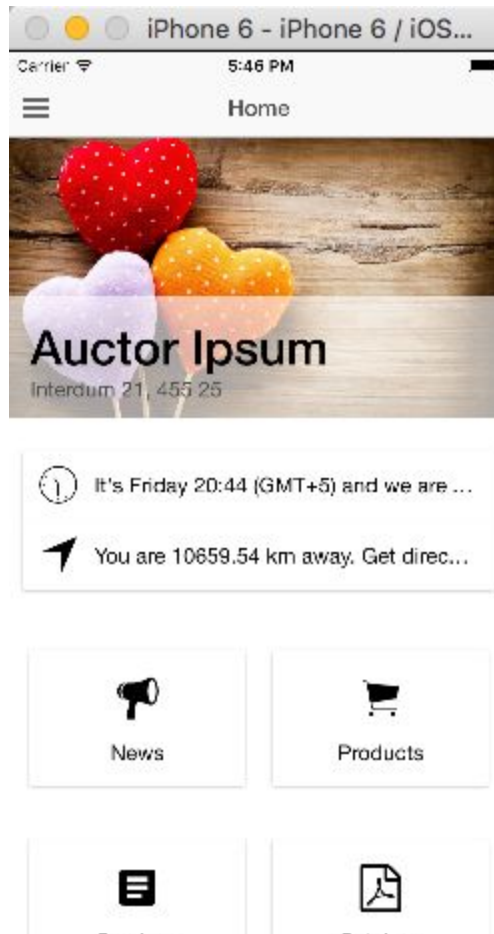 iPhone 6 - iPhone 6 / iOS...
Carrier 5:46 PM
Home
Auctor Ipsum
Interdum 21, 455 25
It's Friday 20:44 (GMT+5) and we are ...
You are 10659.54 km away. Get direc...
News Products